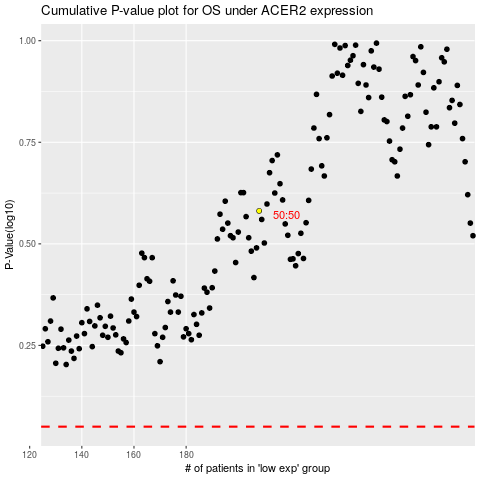 Cumulative P-value plot for OS under ACER2 expression
P-Value(log10)
1.00
0.75
0.50
0.25
50:50
120 140 160 180
# of patients in 'low exp' group